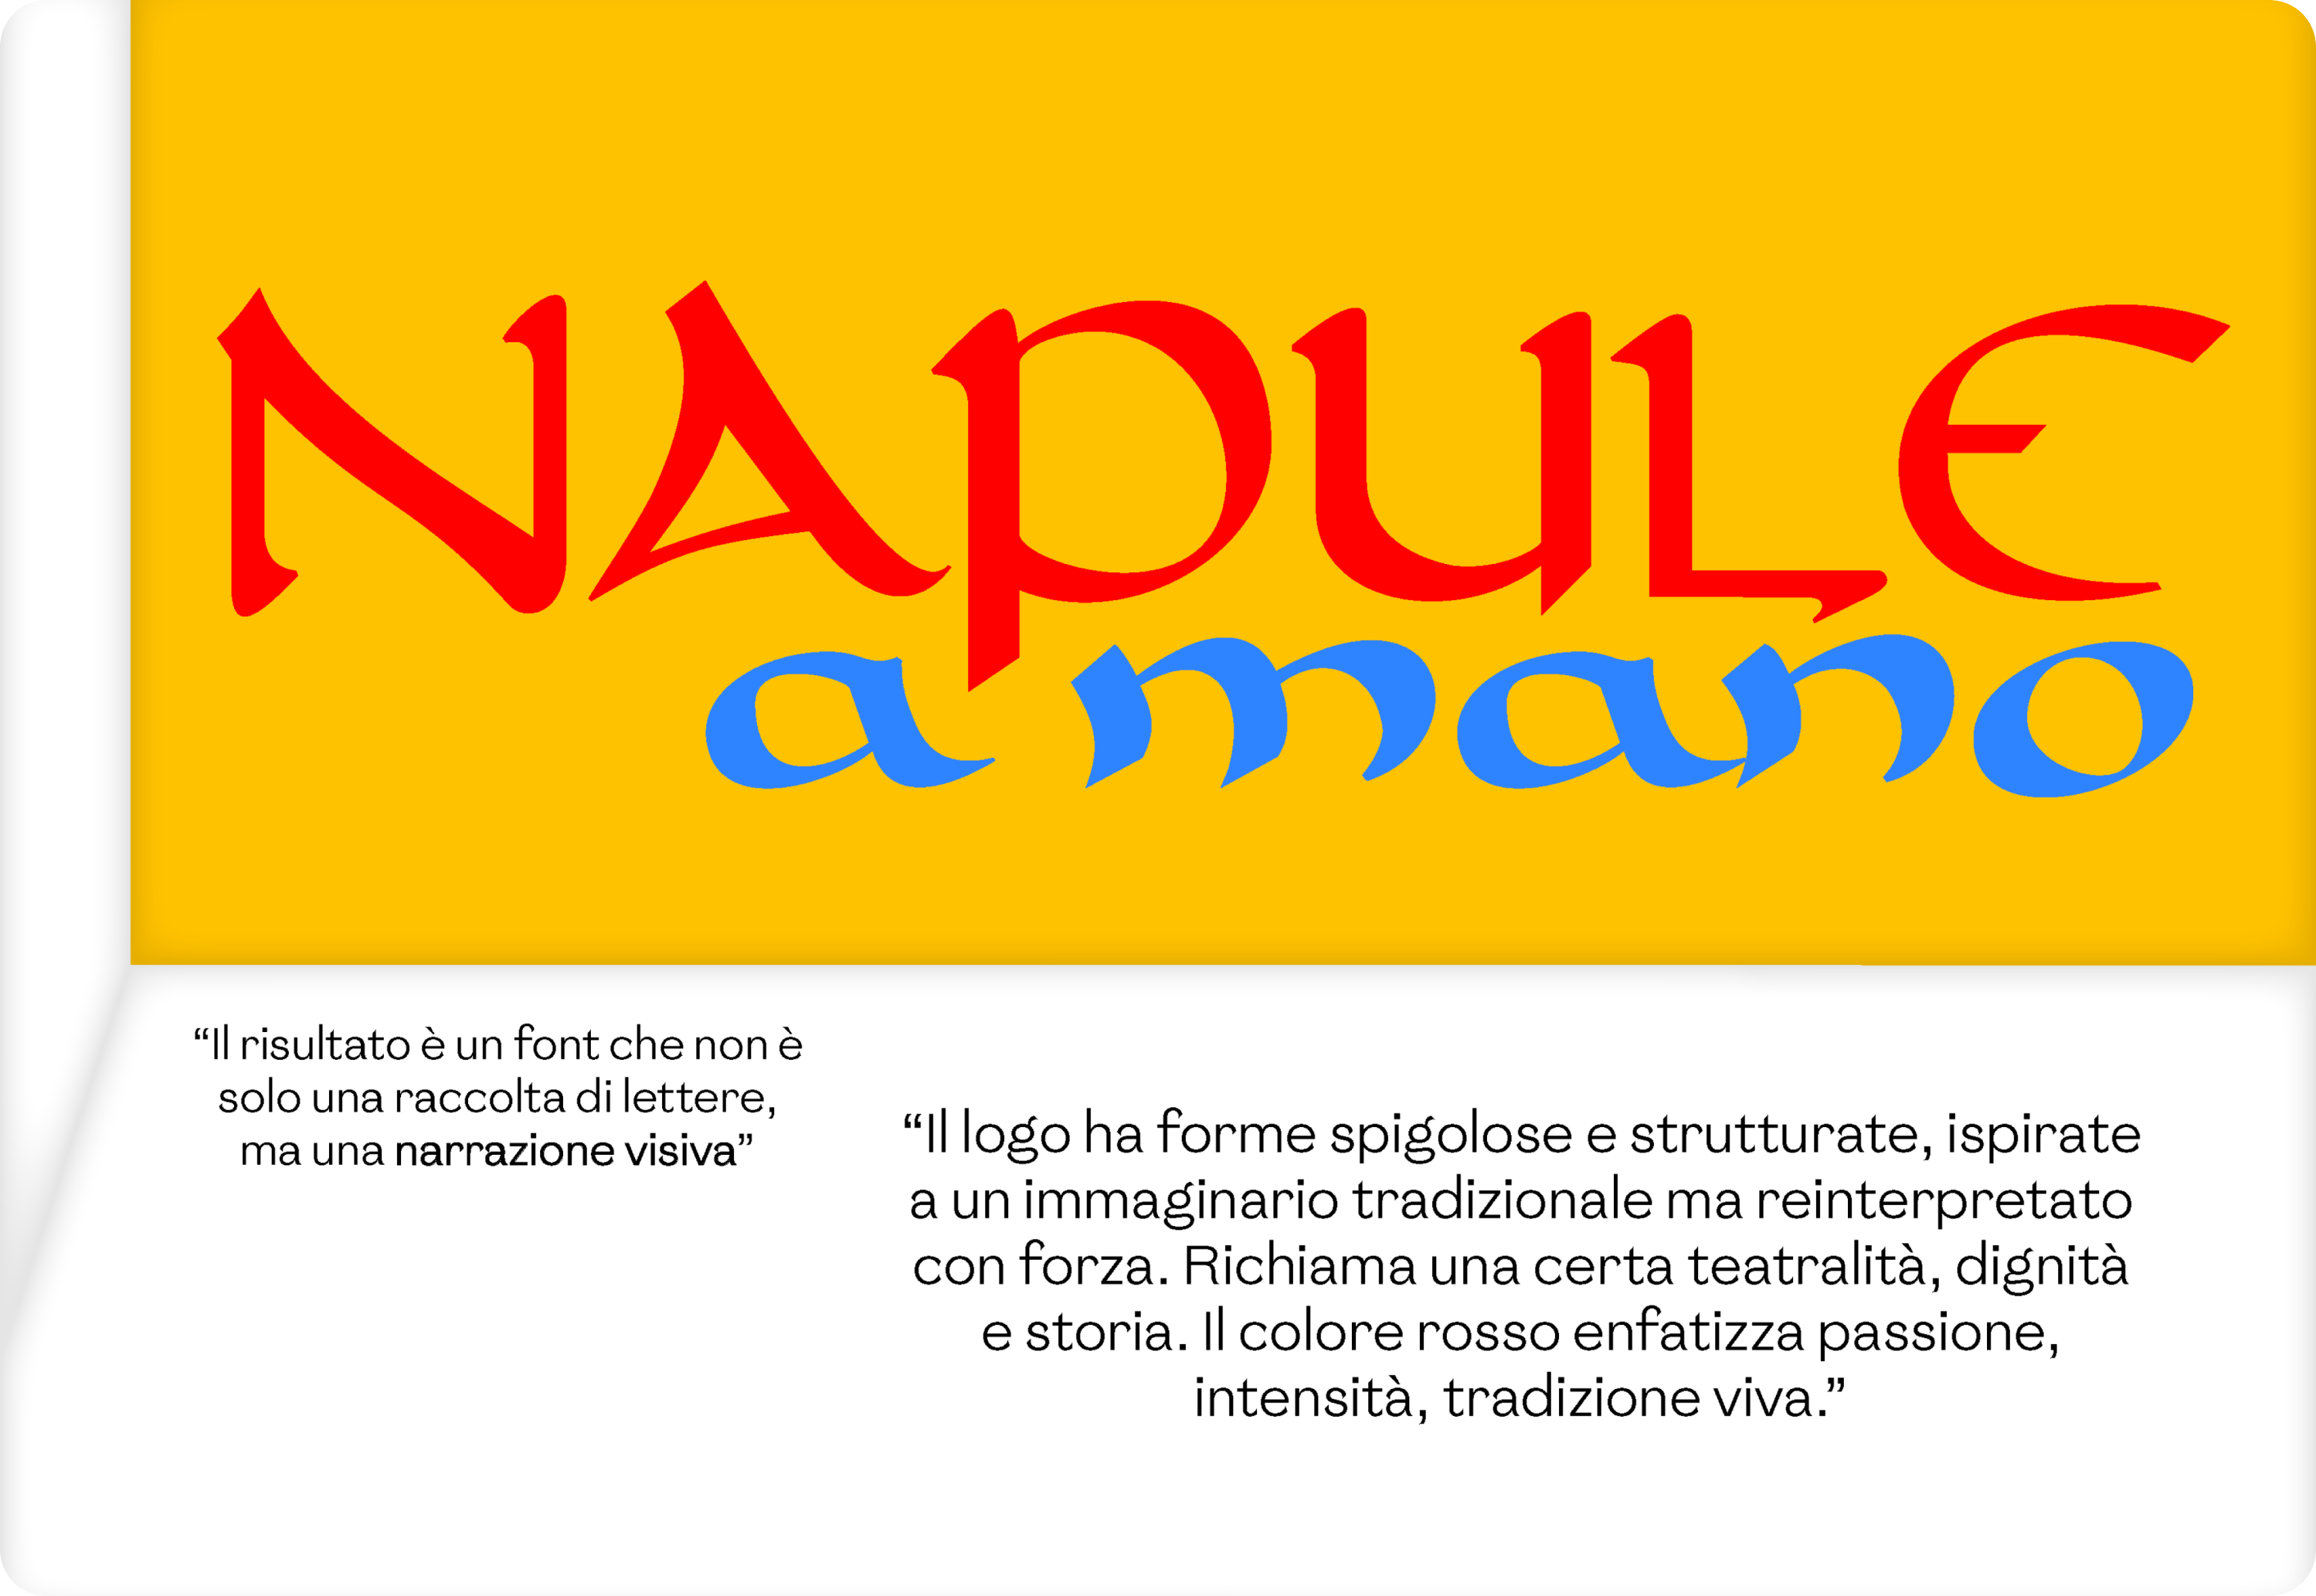 NAPULE
a mano
“Il risultato è un font che non è
solo una raccolta di lettere,
ma una narrazione visiva”
“Il logo ha forme spigolose e strutturate, ispirate
a un immaginario tradizionale ma reinterpretato
con forza. Richiama una certa teatralità, dignità
e storia. Il colore rosso enfatizza passione,
intensità, tradizione viva.”